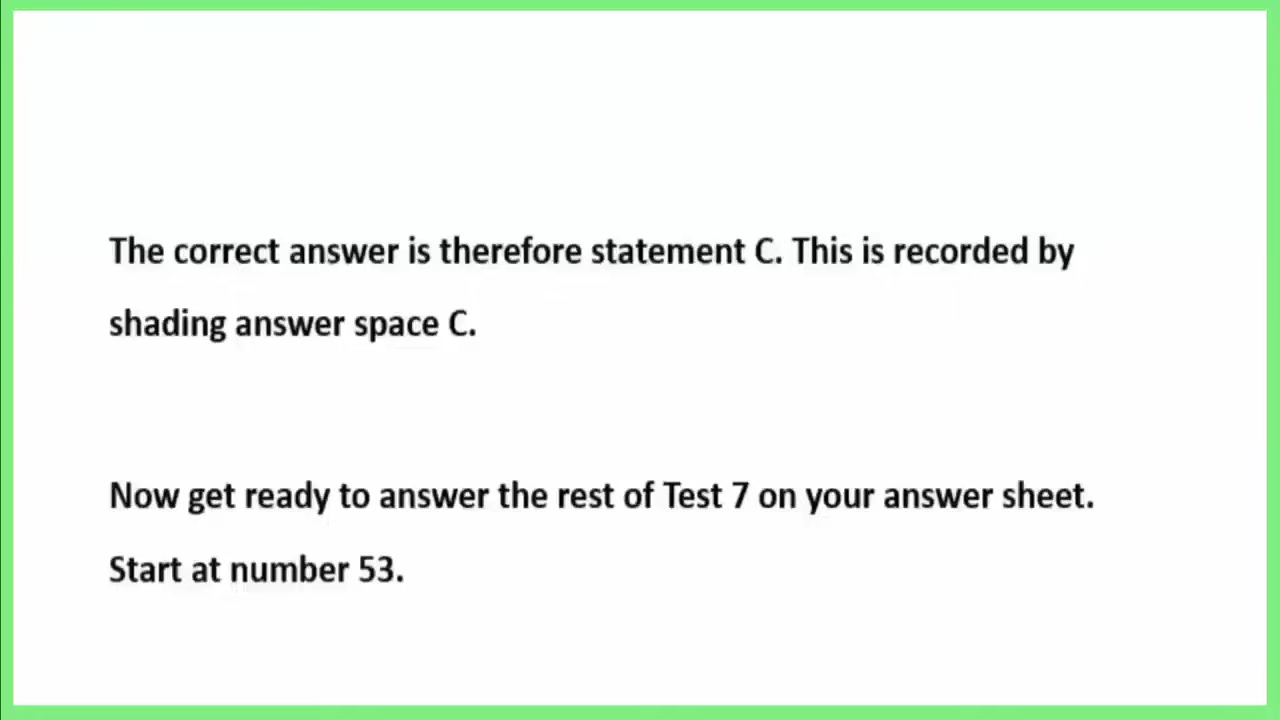 The correct answer is therefore statement C. This is recorded by
shading answer space C.
Now get ready to answer the rest of Test 7 on your answer sheet.
Start at number 53.